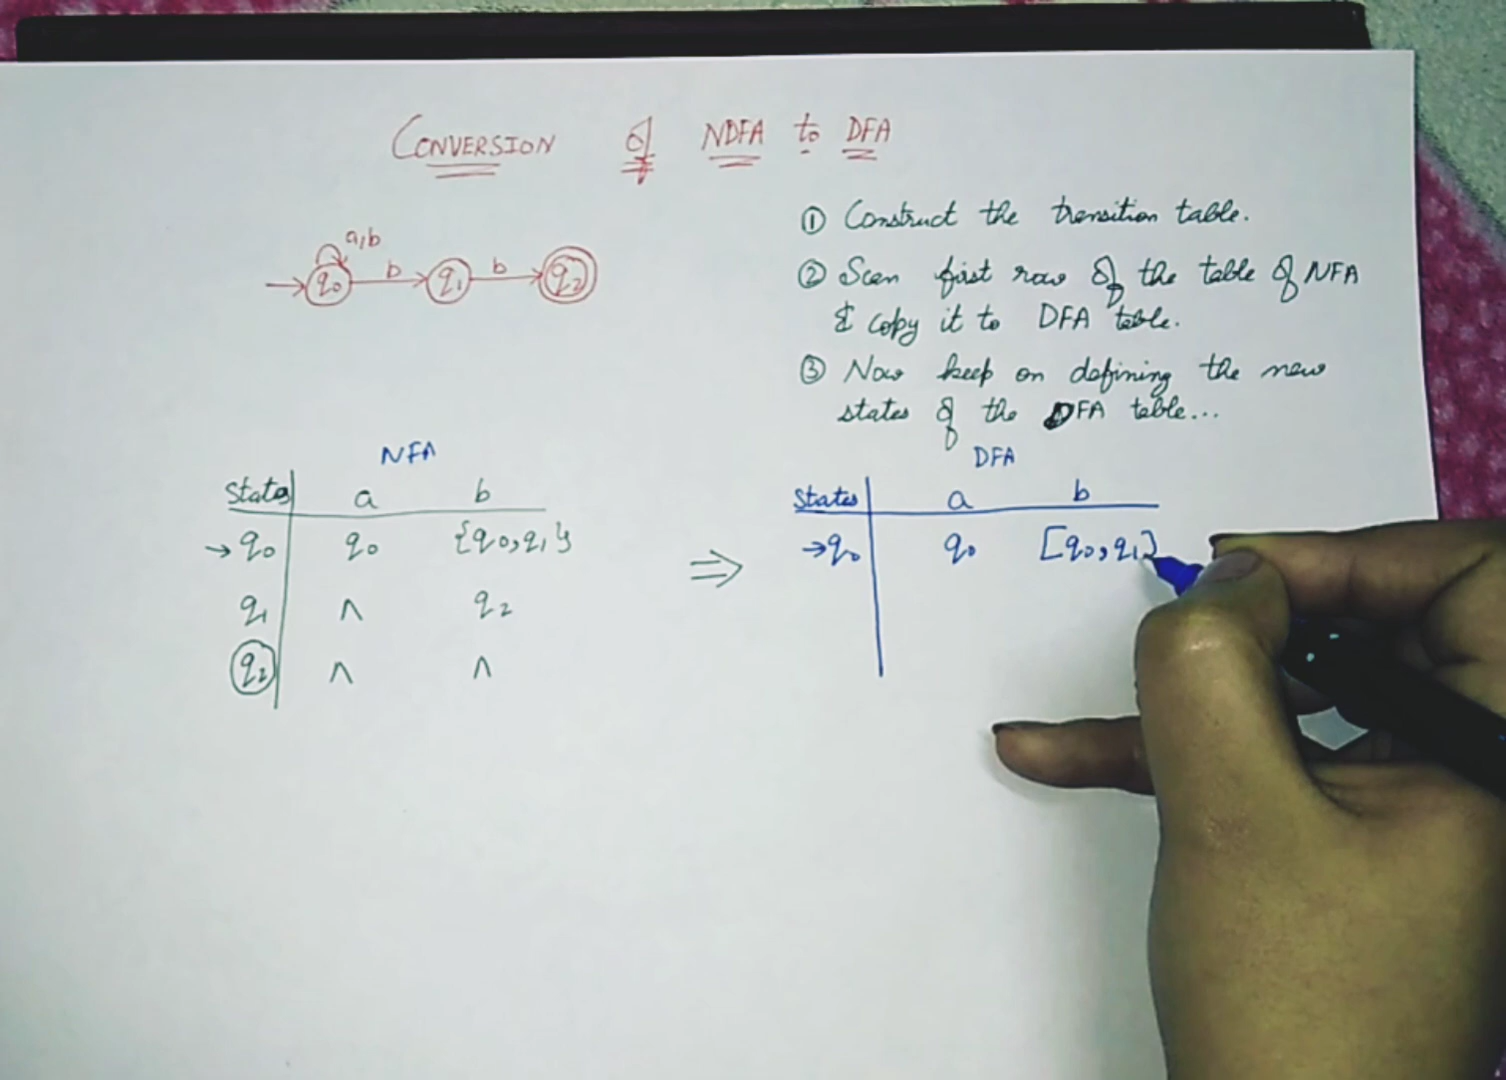 CONVERSION of NDFA to DFA
a,b
b b
q0 q1 q2
① Construct the transition table.
② Scan first row of the table of NFA
& copy it to DFA table.
③ Now keep on defining the new
states of the DFA table...
NFA
States a b
→ q0 q0 {q0,q1}
q1 ∧ q2
q2 ∧ ∧
⇒
DFA
States a b
→ q0 q0 [q0,q1]